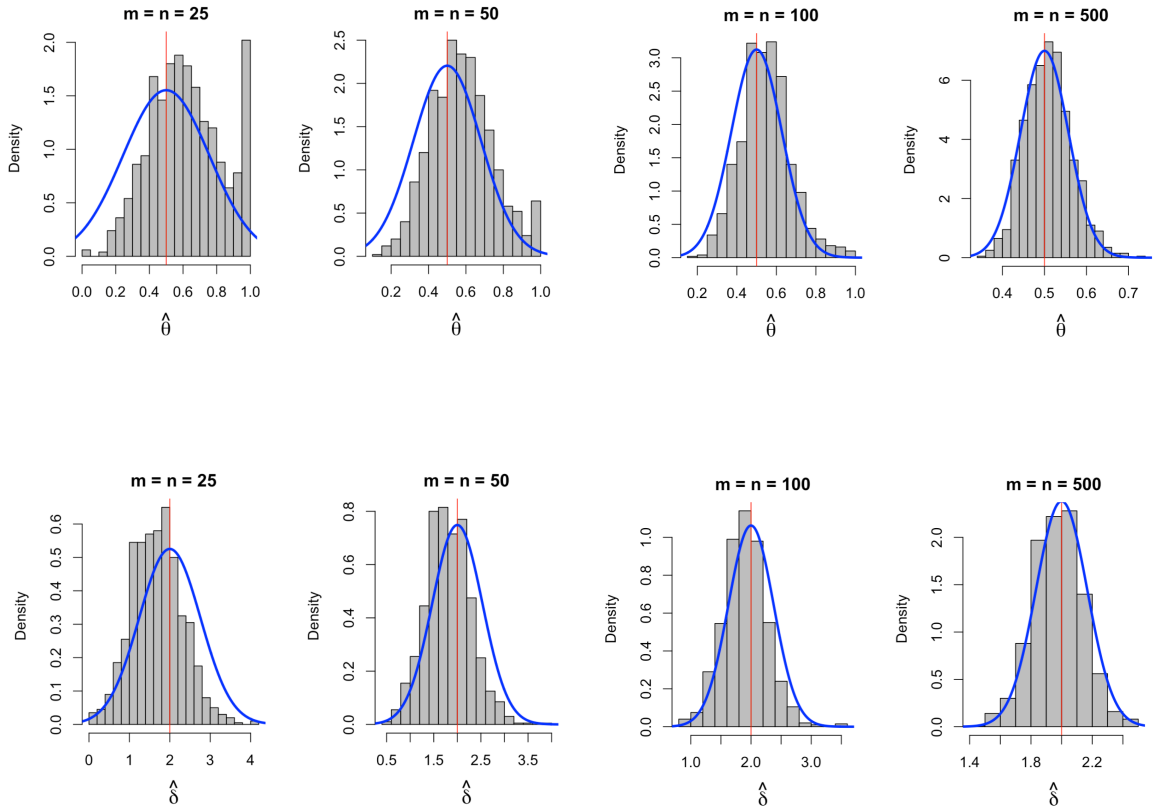 m = n = 25
Density
0.0 0.5 1.0 1.5 2.0
0.0 0.2 0.4 0.6 0.8 1.0
θ̂
m = n = 50
Density
0.0 0.5 1.0 1.5 2.0 2.5
0.2 0.4 0.6 0.8 1.0
θ̂
m = n = 100
Density
0.0 0.5 1.0 1.5 2.0 2.5 3.0
0.2 0.4 0.6 0.8 1.0
θ̂
m = n = 500
Density
0 2 4 6
0.4 0.5 0.6 0.7
θ̂
m = n = 25
Density
0.0 0.1 0.2 0.3 0.4 0.5 0.6
0 1 2 3 4
δ̂
m = n = 50
Density
0.0 0.2 0.4 0.6 0.8
0.5 1.5 2.5 3.5
δ̂
m = n = 100
Density
0.0 0.2 0.4 0.6 0.8 1.0
1.0 2.0 3.0
δ̂
m = n = 500
Density
0.0 0.5 1.0 1.5 2.0
1.4 1.8 2.2
δ̂